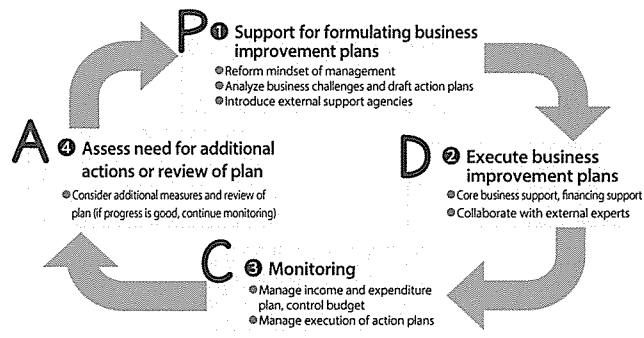 P ❶ Support for formulating business
improvement plans
● Reform mindset of management
● Analyze business challenges and draft action plans
● Introduce external support agencies
D ❷ Execute business
improvement plans
● Core business support, financing support
● Collaborate with external experts
C ❸ Monitoring
● Manage income and expenditure
plan, control budget
● Manage execution of action plans
A ❹ Assess need for additional
actions or review of plan
● Consider additional measures and review of
plan (if progress is good, continue monitoring)